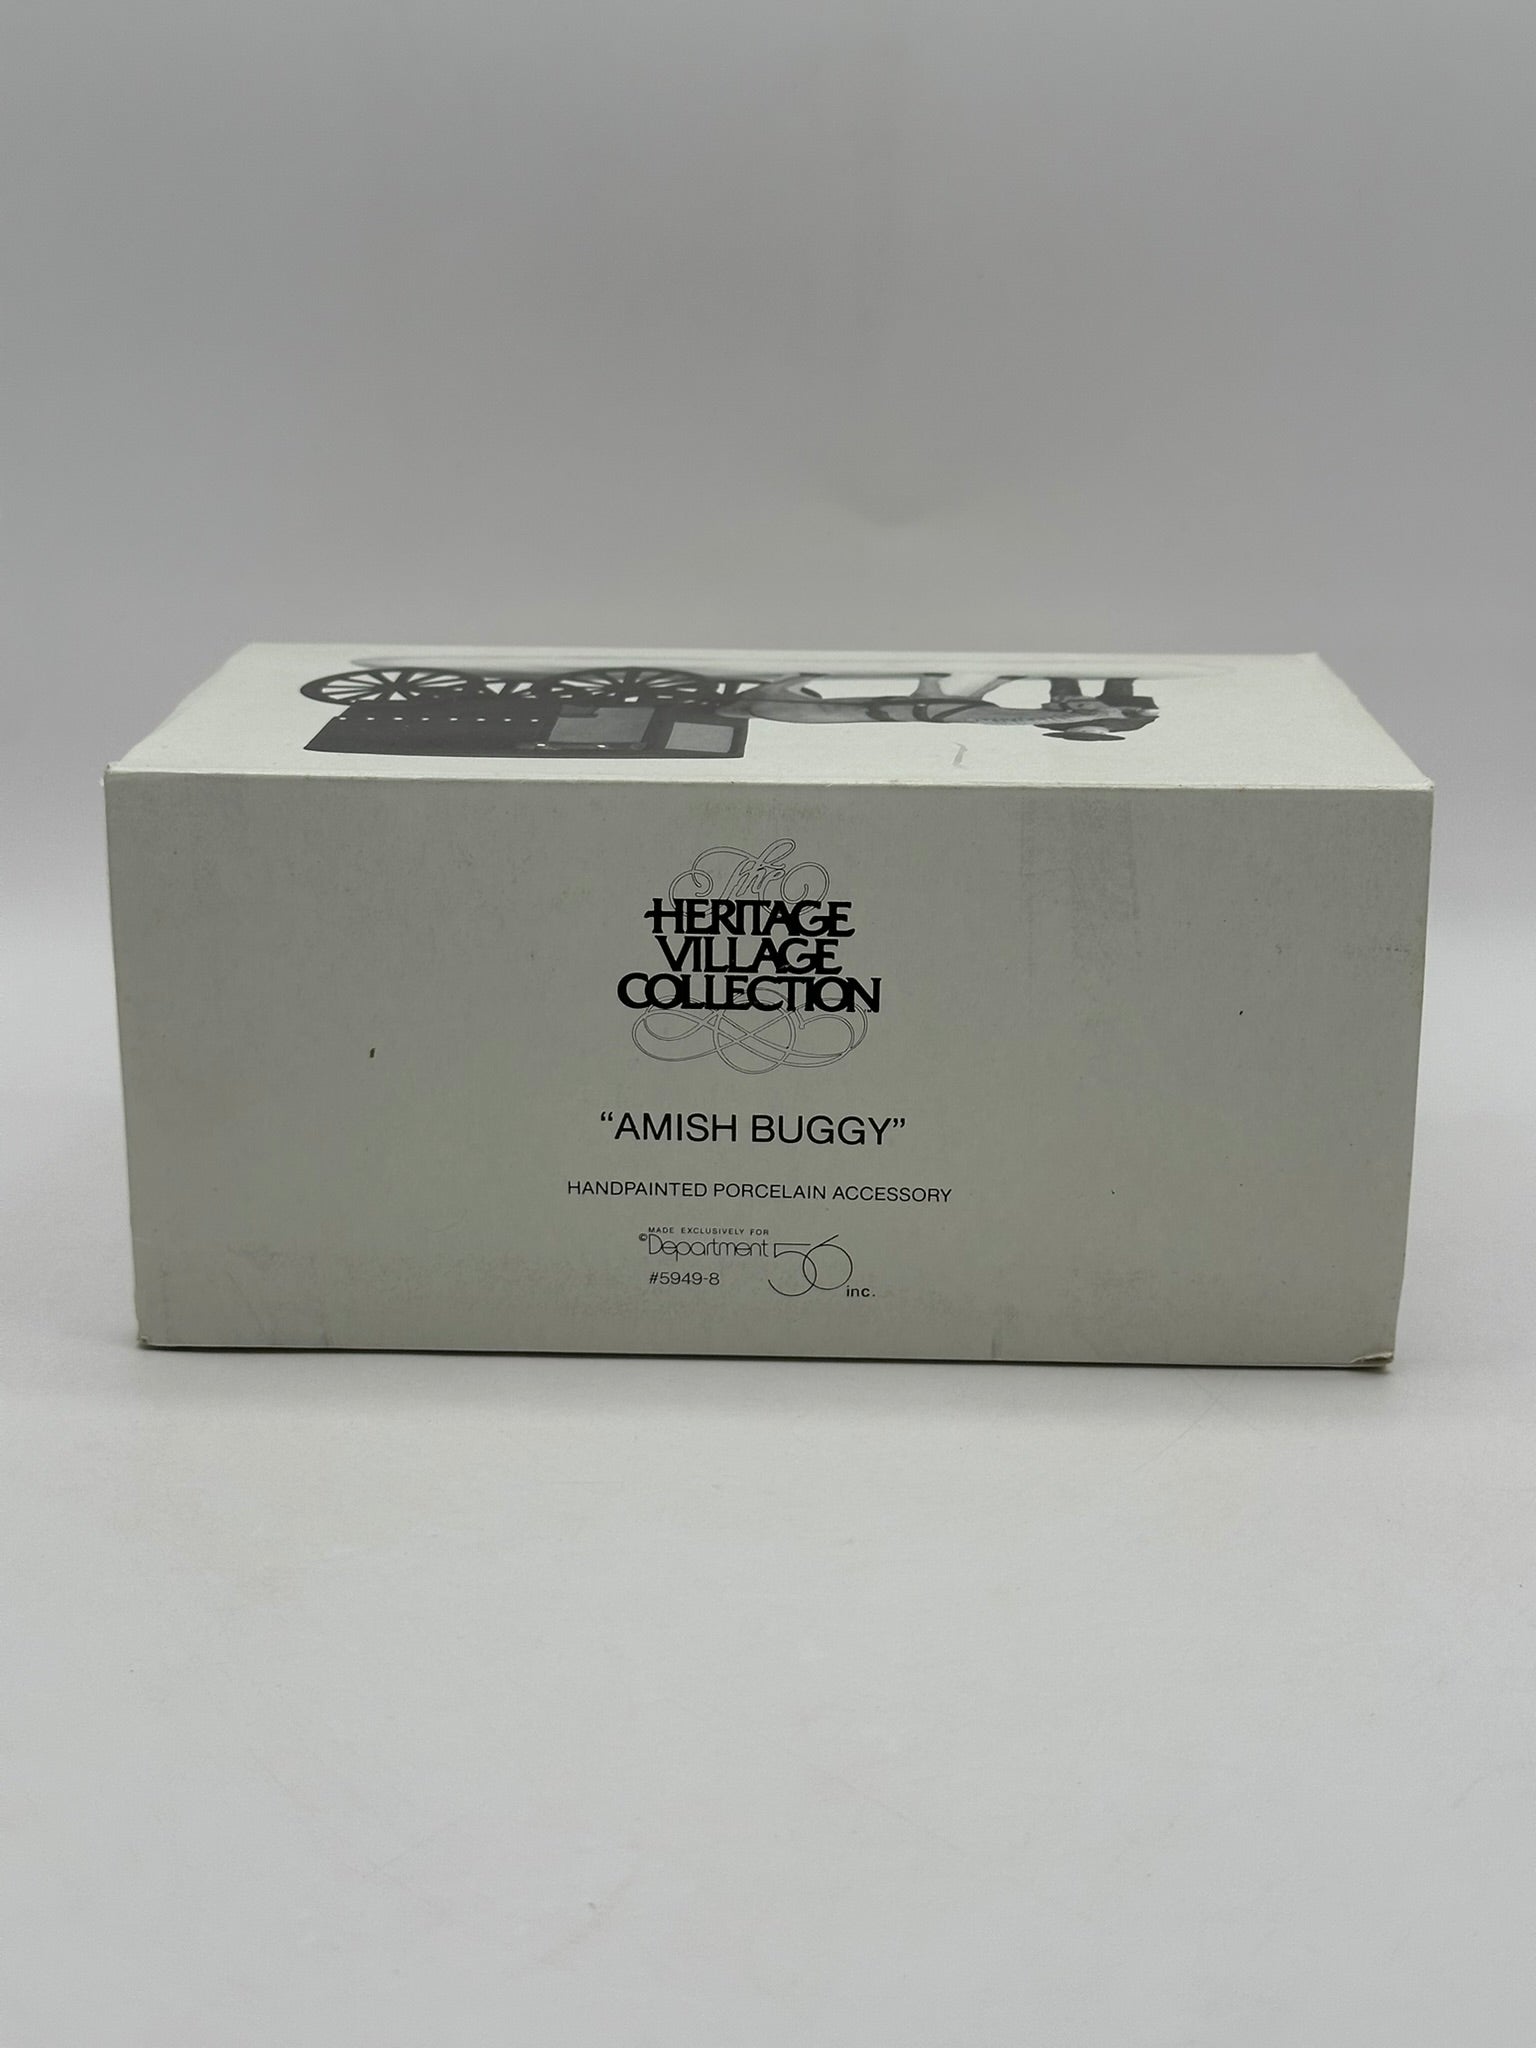 The
HERITAGE
VILLAGE
COLLECTION
“AMISH BUGGY”
HANDPAINTED PORCELAIN ACCESSORY
MADE EXCLUSIVELY FOR
©Department 56 inc.
#5949-8